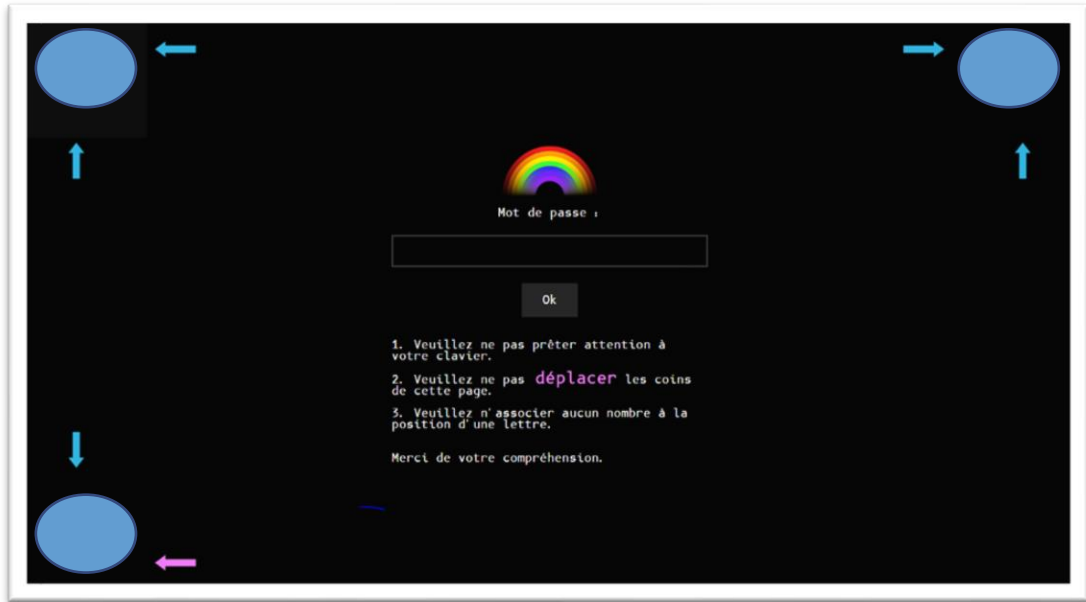 Mot de passe :
Ok
1. Veuillez ne pas prêter attention à
votre clavier.
2. Veuillez ne pas déplacer les coins
de cette page.
3. Veuillez n'associer aucun nombre à la
position d'une lettre.
Merci de votre compréhension.